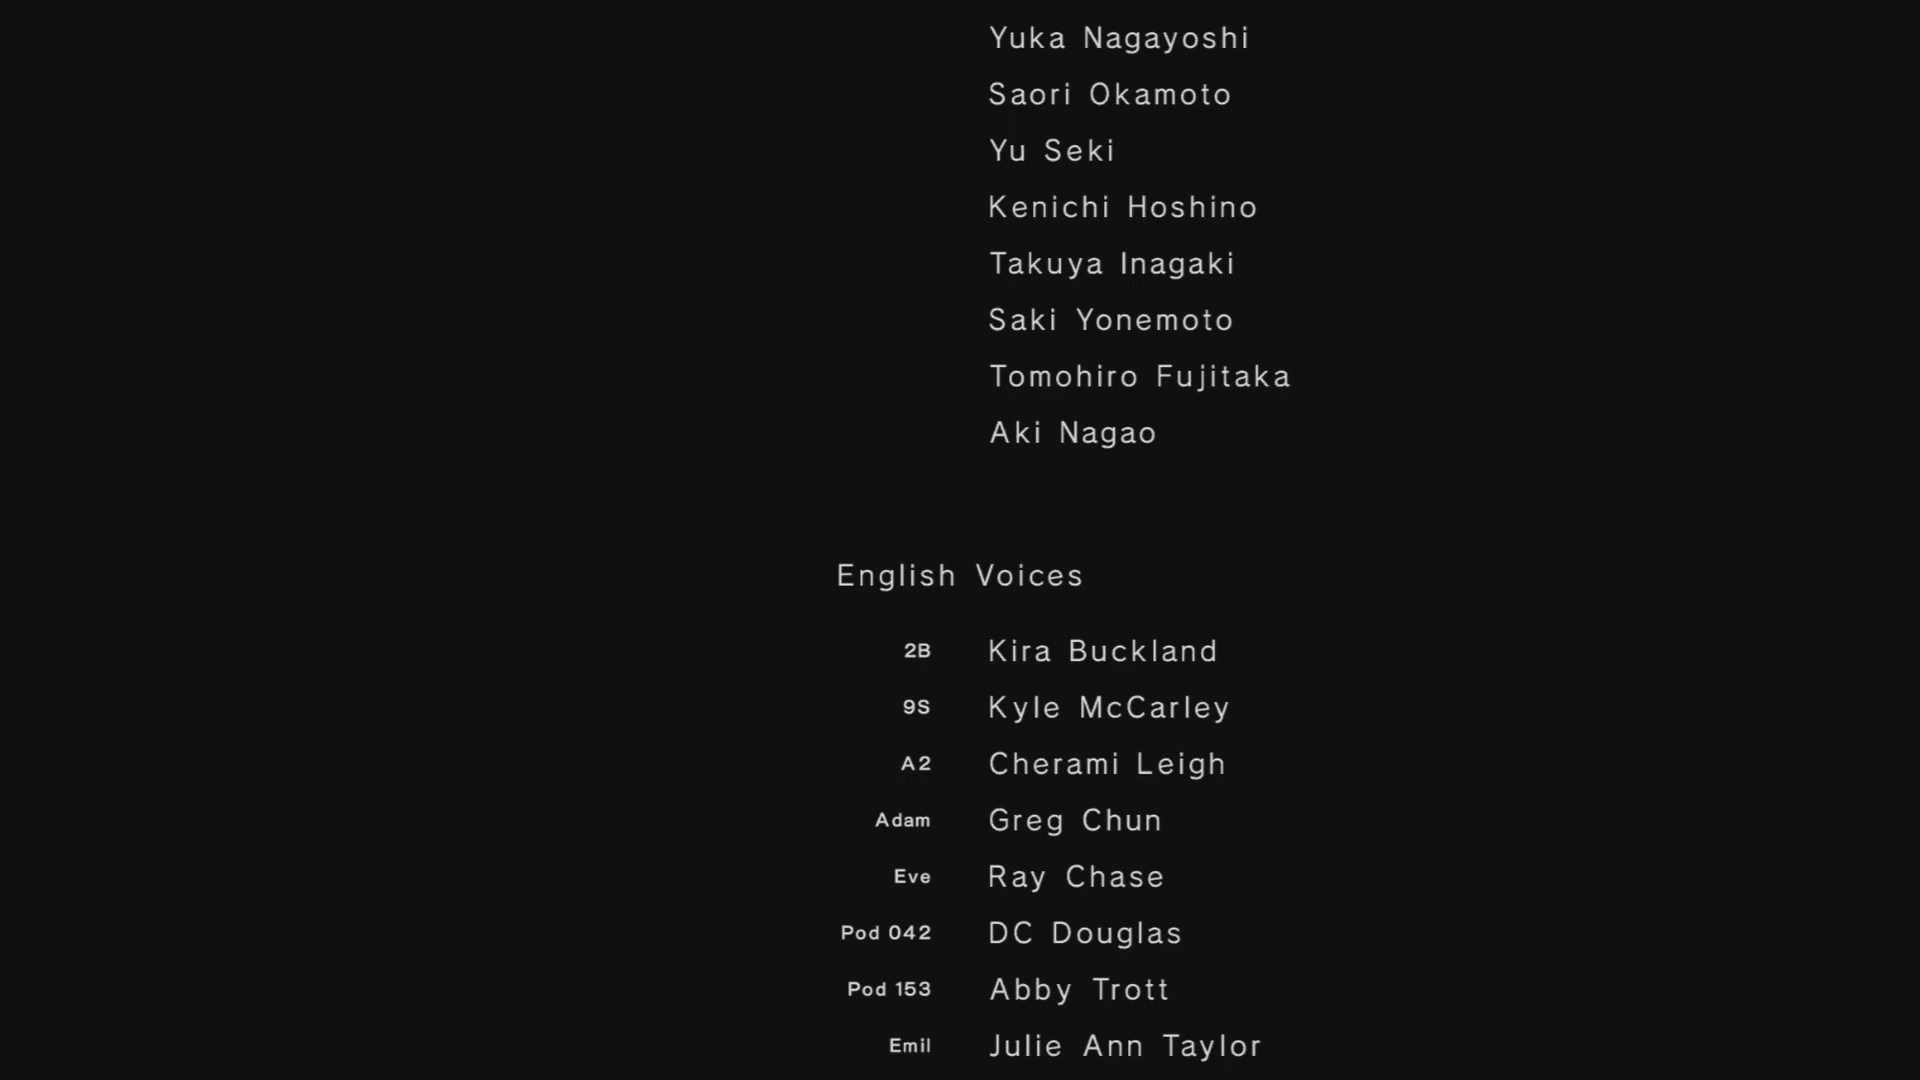 Yuka Nagayoshi
Saori Okamoto
Yu Seki
Kenichi Hoshino
Takuya Inagaki
Saki Yonemoto
Tomohiro Fujitaka
Aki Nagao
English Voices
2B Kira Buckland
9S Kyle McCarley
A2 Cherami Leigh
Adam Greg Chun
Eve Ray Chase
Pod 042 DC Douglas
Pod 153 Abby Trott
Emil Julie Ann Taylor